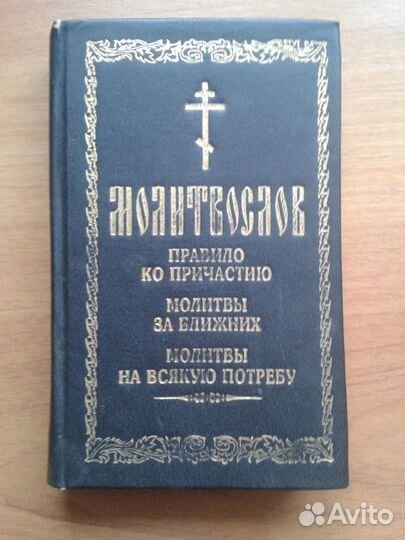 МОЛИТВОСЛОВ
ПРАВИЛО
КО ПРИЧАСТИЮ
МОЛИТВЫ
ЗА БЛИЖНИХ
МОЛИТВЫ
НА ВСЯКУЮ ПОТРЕБУ
Avito